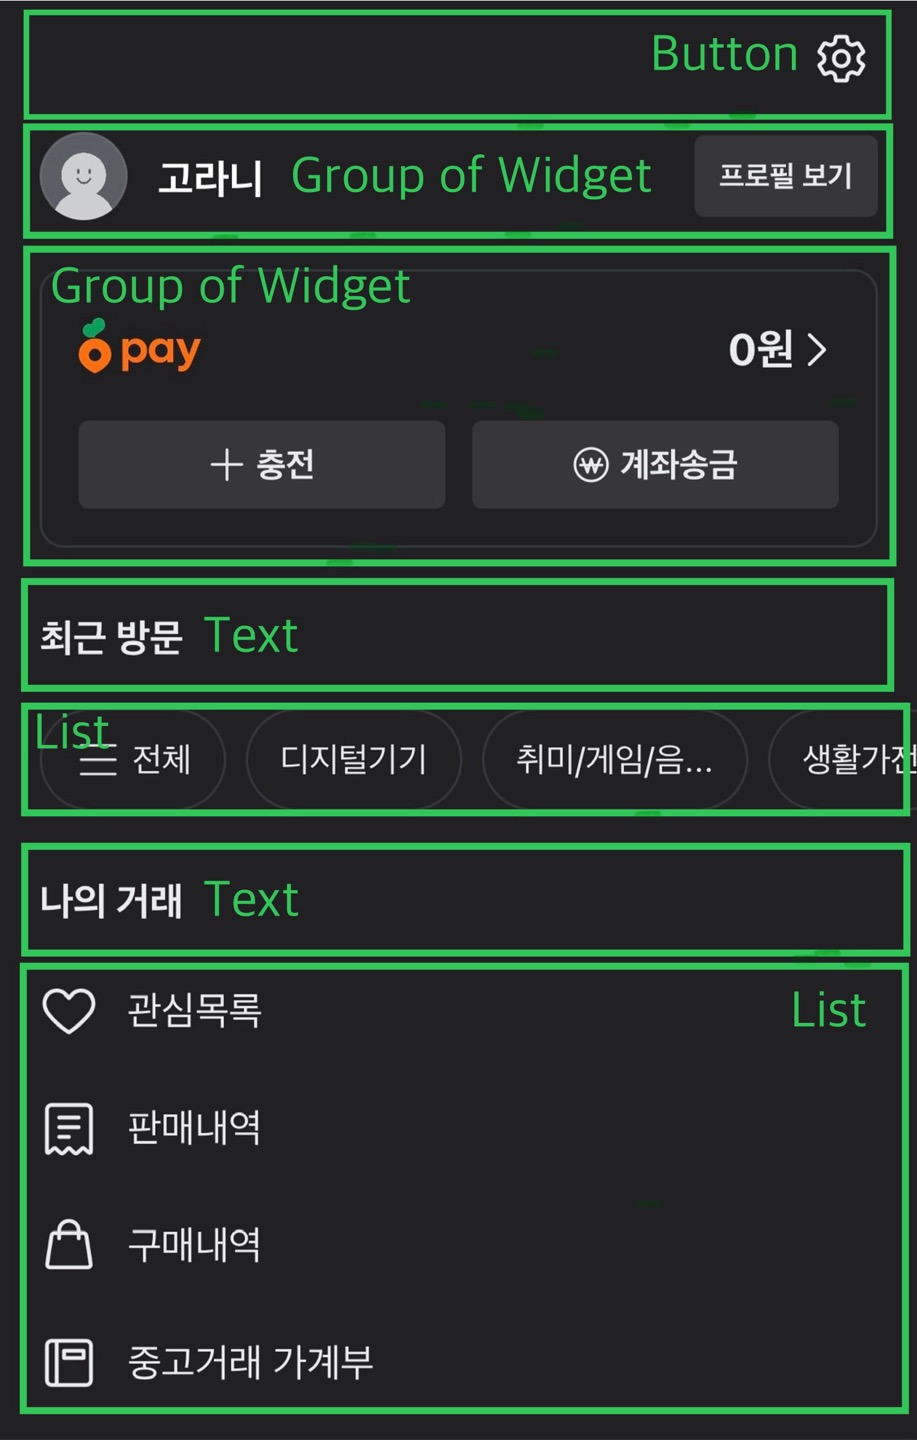 Button
고라니 Group of Widget 프로필 보기
Group of Widget
pay 0원 >
+ 충전 ₩ 계좌송금
최근 방문 Text
List
전체 디지털기기 취미/게임/음... 생활가전
나의 거래 Text
관심목록 List
판매내역
구매내역
중고거래 가계부